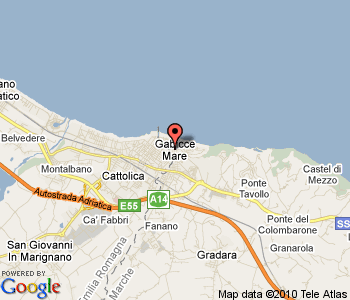 ano
atico
Belvedere
Gabicce
Mare
Montalbano
Cattolica
Castel di
Mezzo
Ponte
Tavollo
Autostrada Adriatica
E55
A14
Ca' Fabbri
Fanano
Ponte del
Colombarone
SS
San Giovanni
In Marignano
Granarola
Gradara
Emilia Romagna
Marche
POWERED BY
Google
Map data ©2010 Tele Atlas